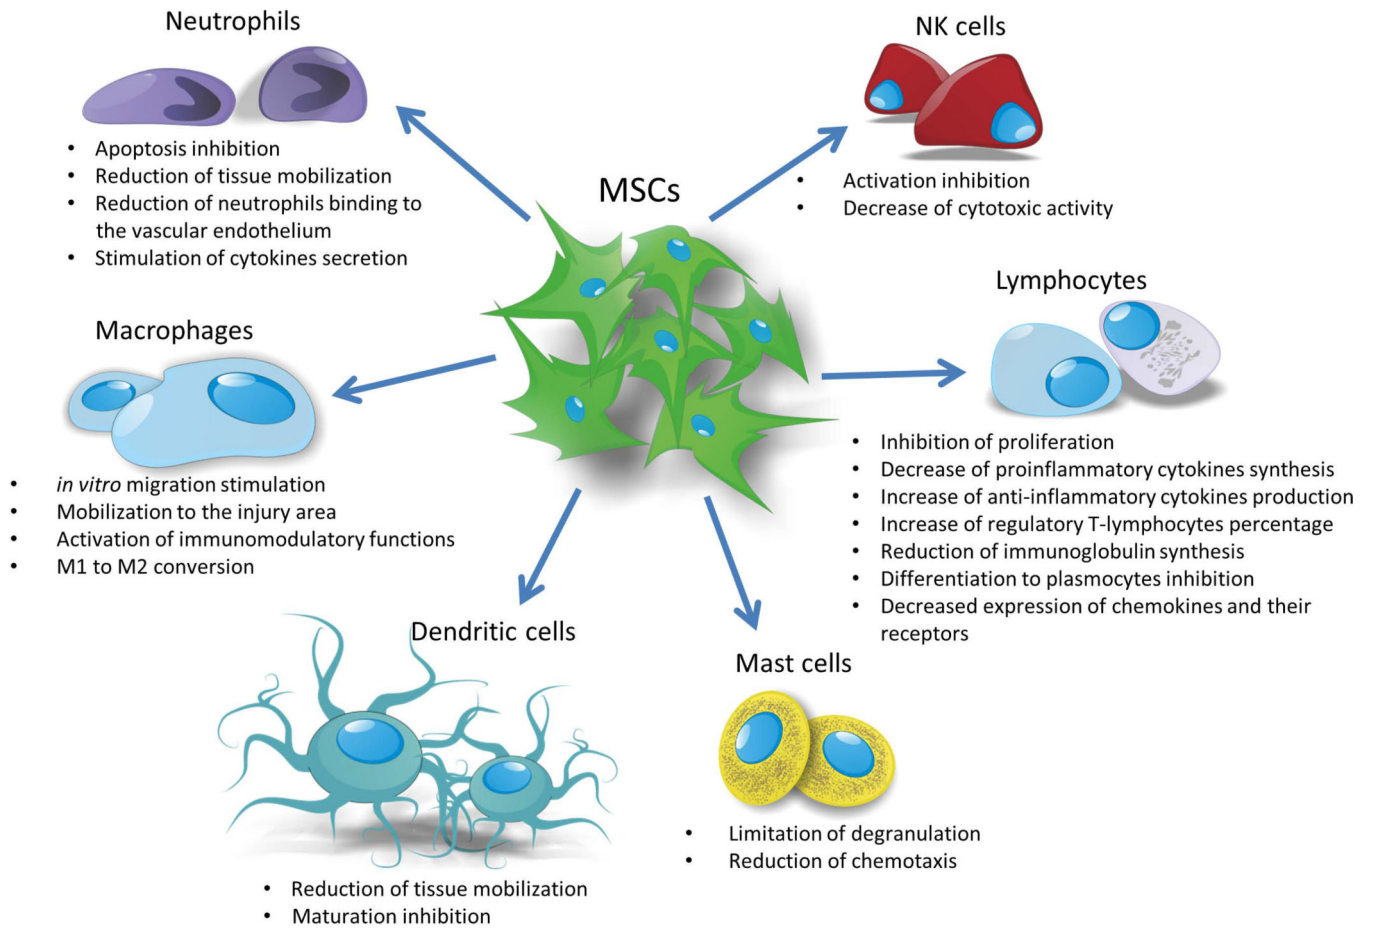 Neutrophils
• Apoptosis inhibition
• Reduction of tissue mobilization
• Reduction of neutrophils binding to
the vascular endothelium
• Stimulation of cytokines secretion
NK cells
• Activation inhibition
• Decrease of cytotoxic activity
MSCs
Macrophages
• in vitro migration stimulation
• Mobilization to the injury area
• Activation of immunomodulatory functions
• M1 to M2 conversion
Lymphocytes
• Inhibition of proliferation
• Decrease of proinflammatory cytokines synthesis
• Increase of anti-inflammatory cytokines production
• Increase of regulatory T-lymphocytes percentage
• Reduction of immunoglobulin synthesis
• Differentiation to plasmocytes inhibition
• Decreased expression of chemokines and their
receptors
Dendritic cells
• Reduction of tissue mobilization
• Maturation inhibition
Mast cells
• Limitation of degranulation
• Reduction of chemotaxis